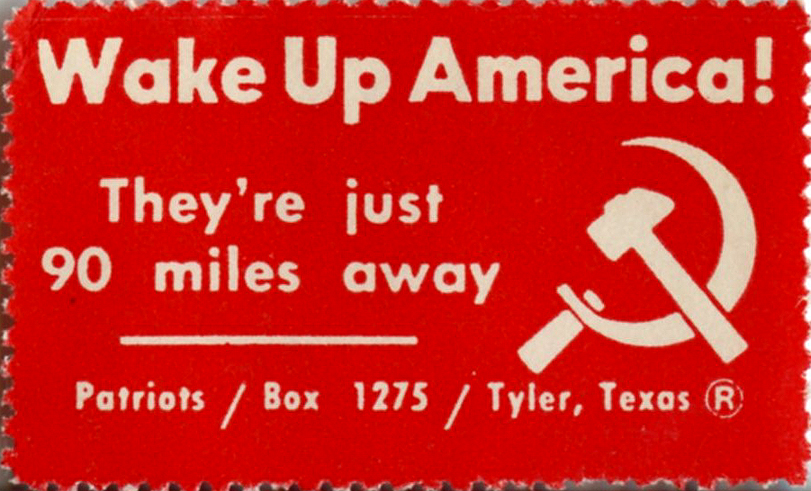 Wake Up America!
They're just
90 miles away
Patriots / Box 1275 / Tyler, Texas ®